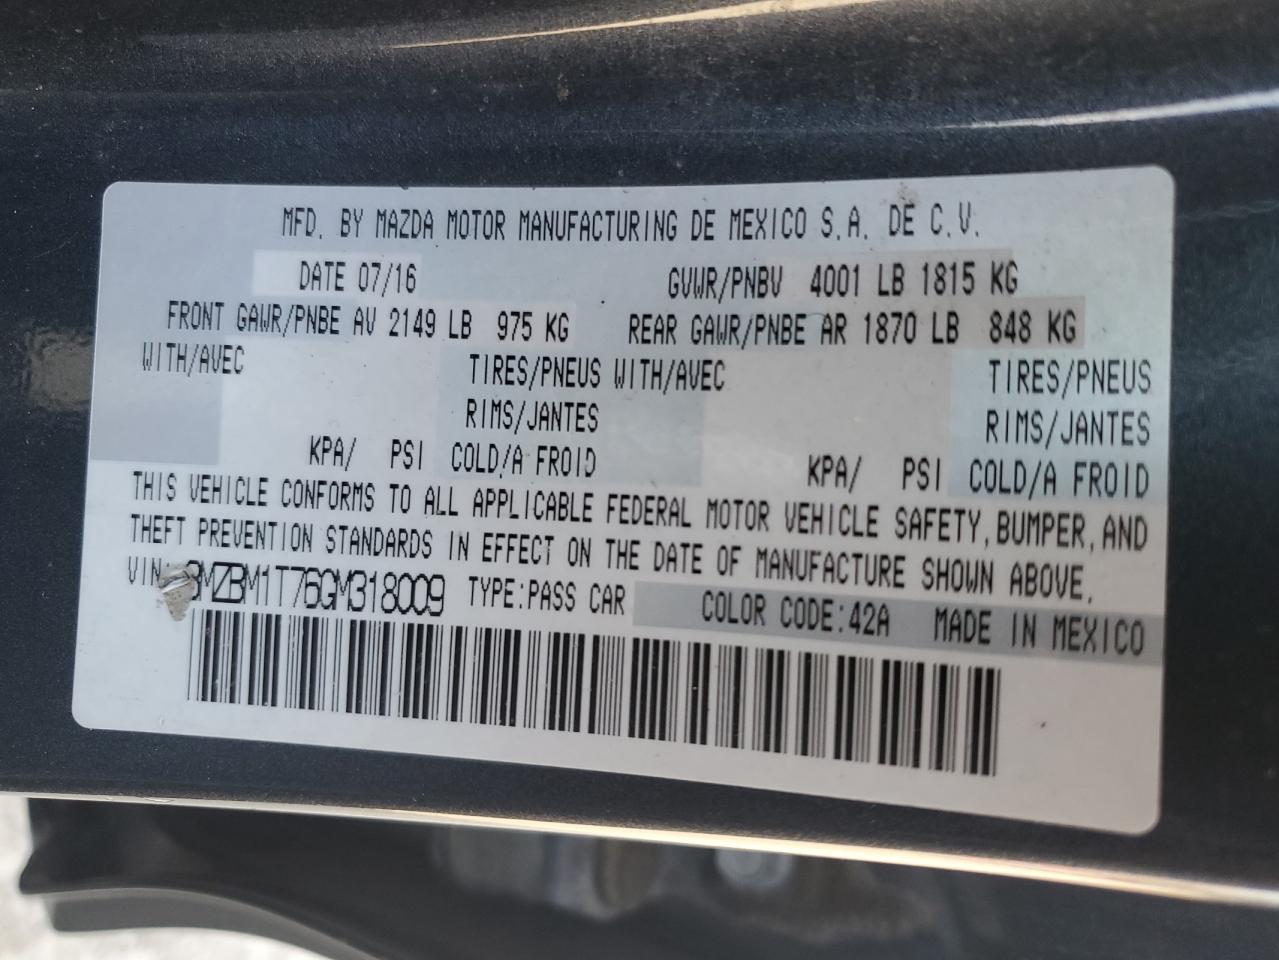 MFD. BY MAZDA MOTOR MANUFACTURING DE MEXICO S.A. DE C.V.
DATE 07/16 GVWR/PNBV 4001 LB 1815 KG
FRONT GAWR/PNBE AV 2149 LB 975 KG REAR GAWR/PNBE AR 1870 LB 848 KG
WITH/AVEC TIRES/PNEUS WITH/AVEC TIRES/PNEUS
RIMS/JANTES RIMS/JANTES
KPA/ PSI COLD/A FROID KPA/ PSI COLD/A FROID
THIS VEHICLE CONFORMS TO ALL APPLICABLE FEDERAL MOTOR VEHICLE SAFETY, BUMPER, AND
THEFT PREVENTION STANDARDS IN EFFECT ON THE DATE OF MANUFACTURE SHOWN ABOVE.
VIN: 3MZBM1T76GM318009 TYPE:PASS CAR COLOR CODE:42A MADE IN MEXICO